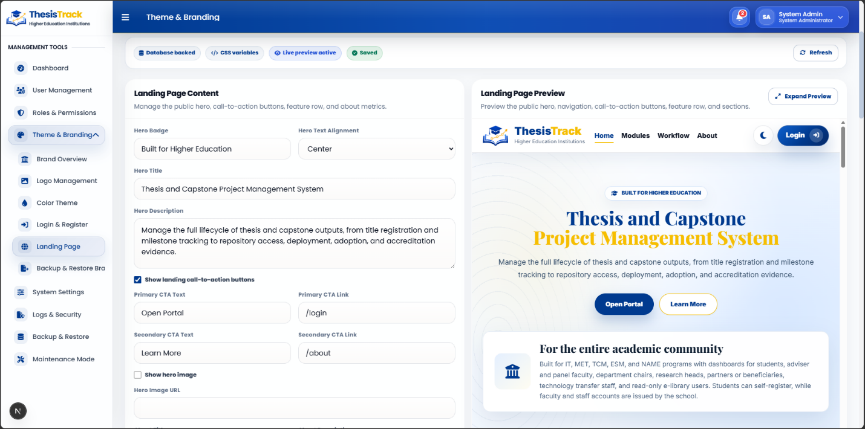 ThesisTrack
Higher Education Institutions
Theme & Branding
SA
System Admin
System Administrator
MANAGEMENT TOOLS
Dashboard
User Management
Roles & Permissions
Theme & Branding
Brand Overview
Logo Management
Color Theme
Login & Register
Landing Page
Backup & Restore Bra
System Settings
Logs & Security
Backup & Restore
Maintenance Mode
N
Database backed
CSS variables
Live preview active
Saved
Refresh
Landing Page Content
Manage the public hero, call-to-action buttons, feature row, and about metrics.
Hero Badge
Hero Text Alignment
Built for Higher Education
Center
Hero Title
Thesis and Capstone Project Management System
Hero Description
Manage the full lifecycle of thesis and capstone outputs, from title registration and
milestone tracking to repository access, deployment, adoption, and accreditation
evidence.
Show landing call-to-action buttons
Primary CTA Text
Primary CTA Link
Open Portal
/login
Secondary CTA Text
Secondary CTA Link
Learn More
/about
Show hero image
Hero Image URL
Landing Page Preview
Preview the public hero, navigation, call-to-action buttons, feature row, and sections.
Expand Preview
ThesisTrack
Higher Education Institutions
Home
Modules
Workflow
About
Login
BUILT FOR HIGHER EDUCATION
Thesis and Capstone
Project Management System
Manage the full lifecycle of thesis and capstone outputs, from title registration and milestone
tracking to repository access, deployment, adoption, and accreditation evidence.
Open Portal
Learn More
For the entire academic community
Built for IT, MET, TCM, ESM, and NAME programs with dashboards for students, adviser
and panel faculty, department chairs, research heads, partners or beneficiaries,
technology transfer staff, and read-only e-library users. Students can self-register, while
faculty and staff accounts are issued by the school.